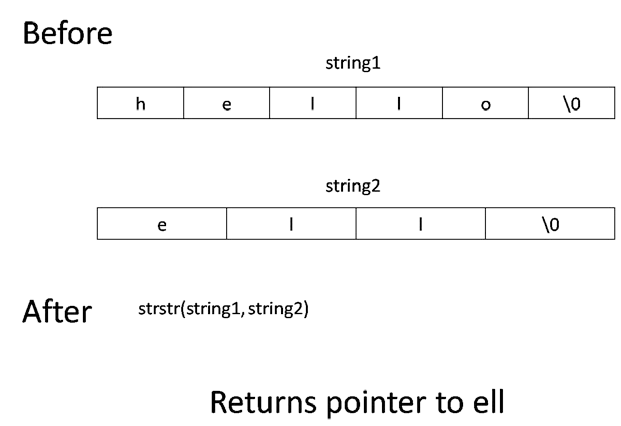 Before
string1
h e l l o \0
string2
e l l \0
After strstr(string1, string2)
Returns pointer to ell